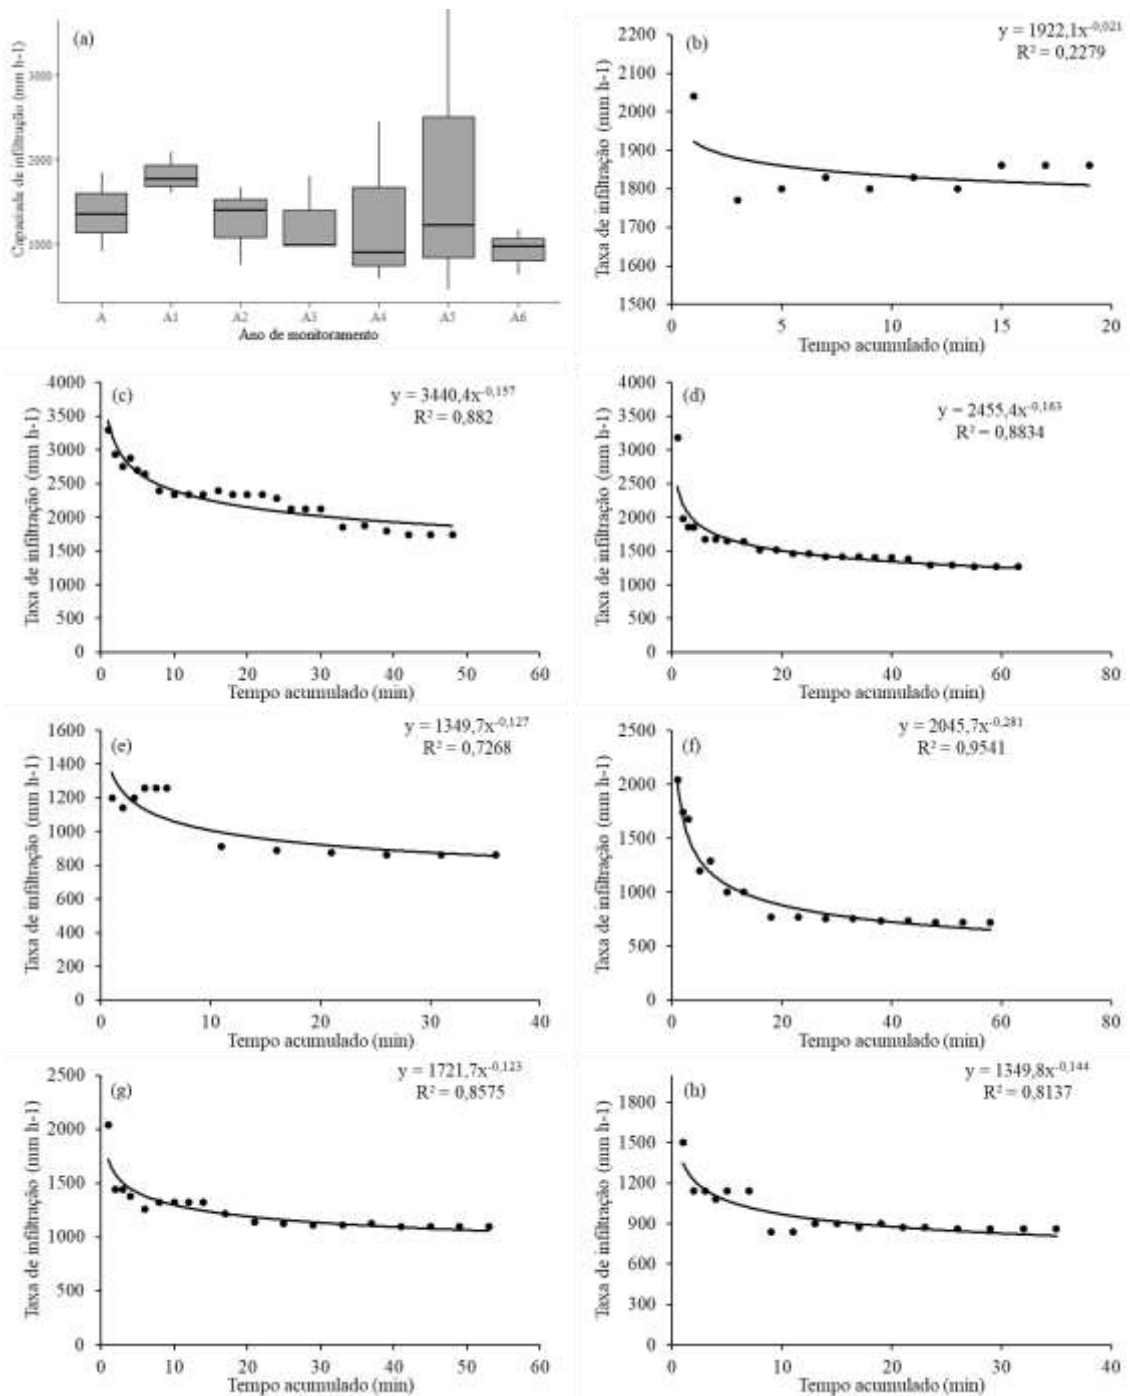 (a)
Capaciade de infiltração (mm h-1)
3000
2000
1000
A A1 A2 A3 A4 A5 A6
Ano de monitoramento
(b)
y = 1922,1x-0,021
R² = 0,2279
Taxa de infiltração (mm h-1)
2200
2100
2000
1900
1800
1700
1600
1500
0 5 10 15 20
Tempo acumulado (min)
(c)
y = 3440,4x-0,157
R² = 0,882
Taxa de infiltração (mm h-1)
4000
3500
3000
2500
2000
1500
1000
500
0
0 10 20 30 40 50 60
Tempo acumulado (min)
(d)
y = 2455,4x-0,163
R² = 0,8834
Taxa de infiltração (mm h-1)
4000
3500
3000
2500
2000
1500
1000
500
0
0 20 40 60 80
Tempo acumulado (min)
(e)
y = 1349,7x-0,127
R² = 0,7268
Taxa de infiltração (mm h-1)
1600
1400
1200
1000
800
600
400
200
0
0 10 20 30 40
Tempo acumulado (min)
(f)
y = 2045,7x-0,281
R² = 0,9541
Taxa de infiltração (mm h-1)
2500
2000
1500
1000
500
0
0 20 40 60 80
Tempo acumulado (min)
(g)
y = 1721,7x-0,123
R² = 0,8575
Taxa de infiltração (mm h-1)
2500
2000
1500
1000
500
0
0 10 20 30 40 50 60
Tempo acumulado (min)
(h)
y = 1349,8x-0,144
R² = 0,8137
Taxa de infiltração (mm h-1)
1800
1500
1200
900
600
300
0
0 20 40 60 80
Tempo acumulado (min)